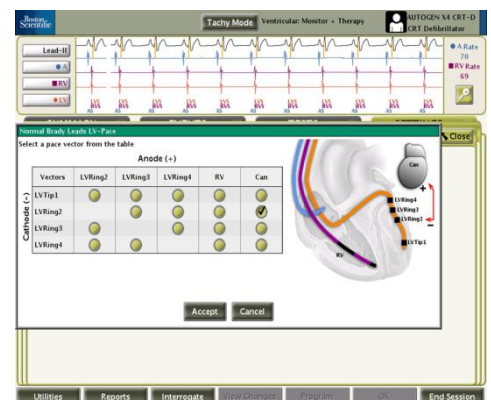 Boston Scientific
Tachy Mode Ventricular: Monitor + Therapy
AUTOGEN X4 CRT-D
CRT Defibrillator
Lead-II
A
RV
LV
A Rate
70
RV Rate
69
Close
Normal Brady Leads LV-Pace
Select a pace vector from the table
Anode (+)
Cathode (-)
Vectors LVRing2 LVRing3 LVRing4 RV Can
LVTip1
LVRing2
LVRing3
LVRing4
Can
+
LVRing4
LVRing3
LVRing2
-
LVTip1
RV
Accept Cancel
Utilities Reports Interrogate View Changes Program OK End Session